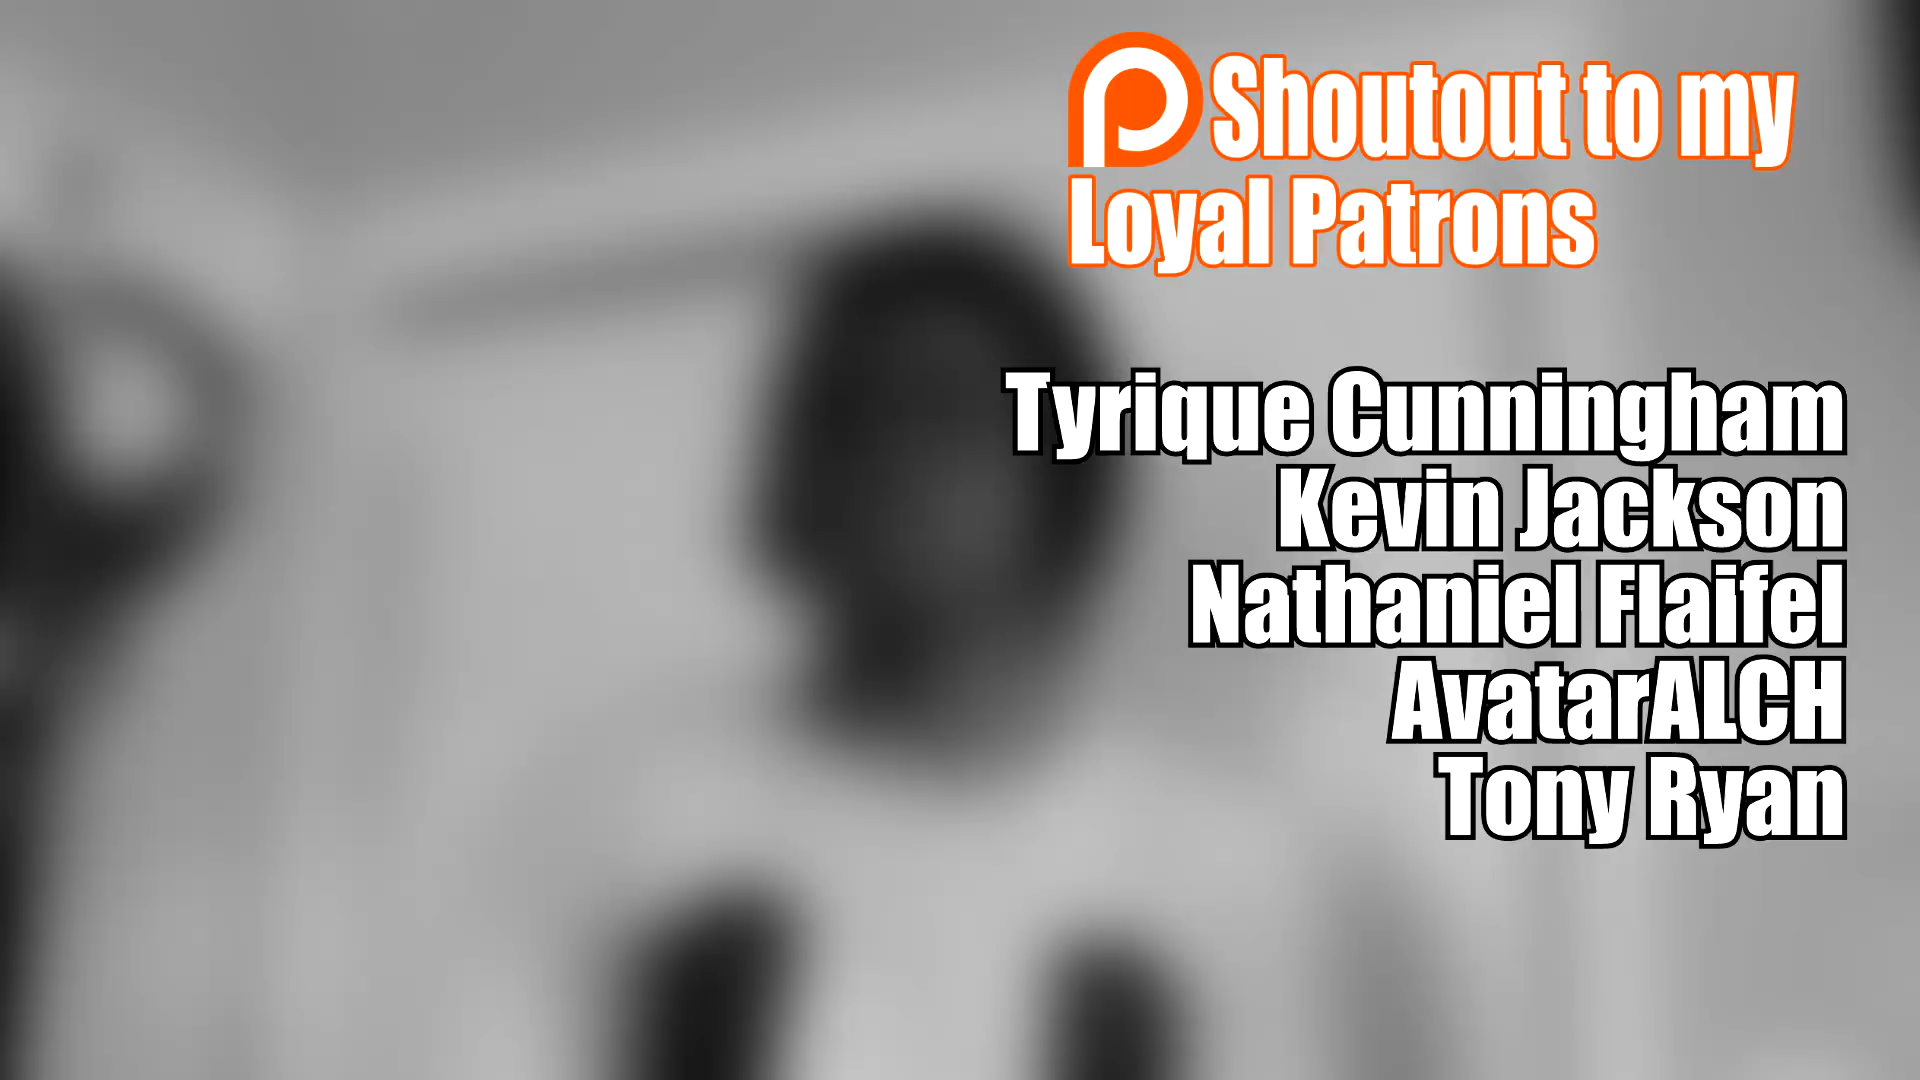 Shoutout to my
Loyal Patrons
Tyrique Cunningham
Kevin Jackson
Nathaniel Flaifel
AvatarALCH
Tony Ryan